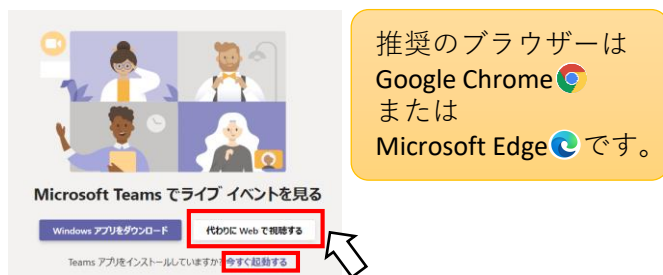 推奨のブラウザーは
Google Chrome
または
Microsoft Edge です。
Microsoft Teams でライブ イベントを見る
Windows アプリをダウンロード
代わりに Web で視聴する
Teams アプリをインストールしていますか? 今すぐ起動する